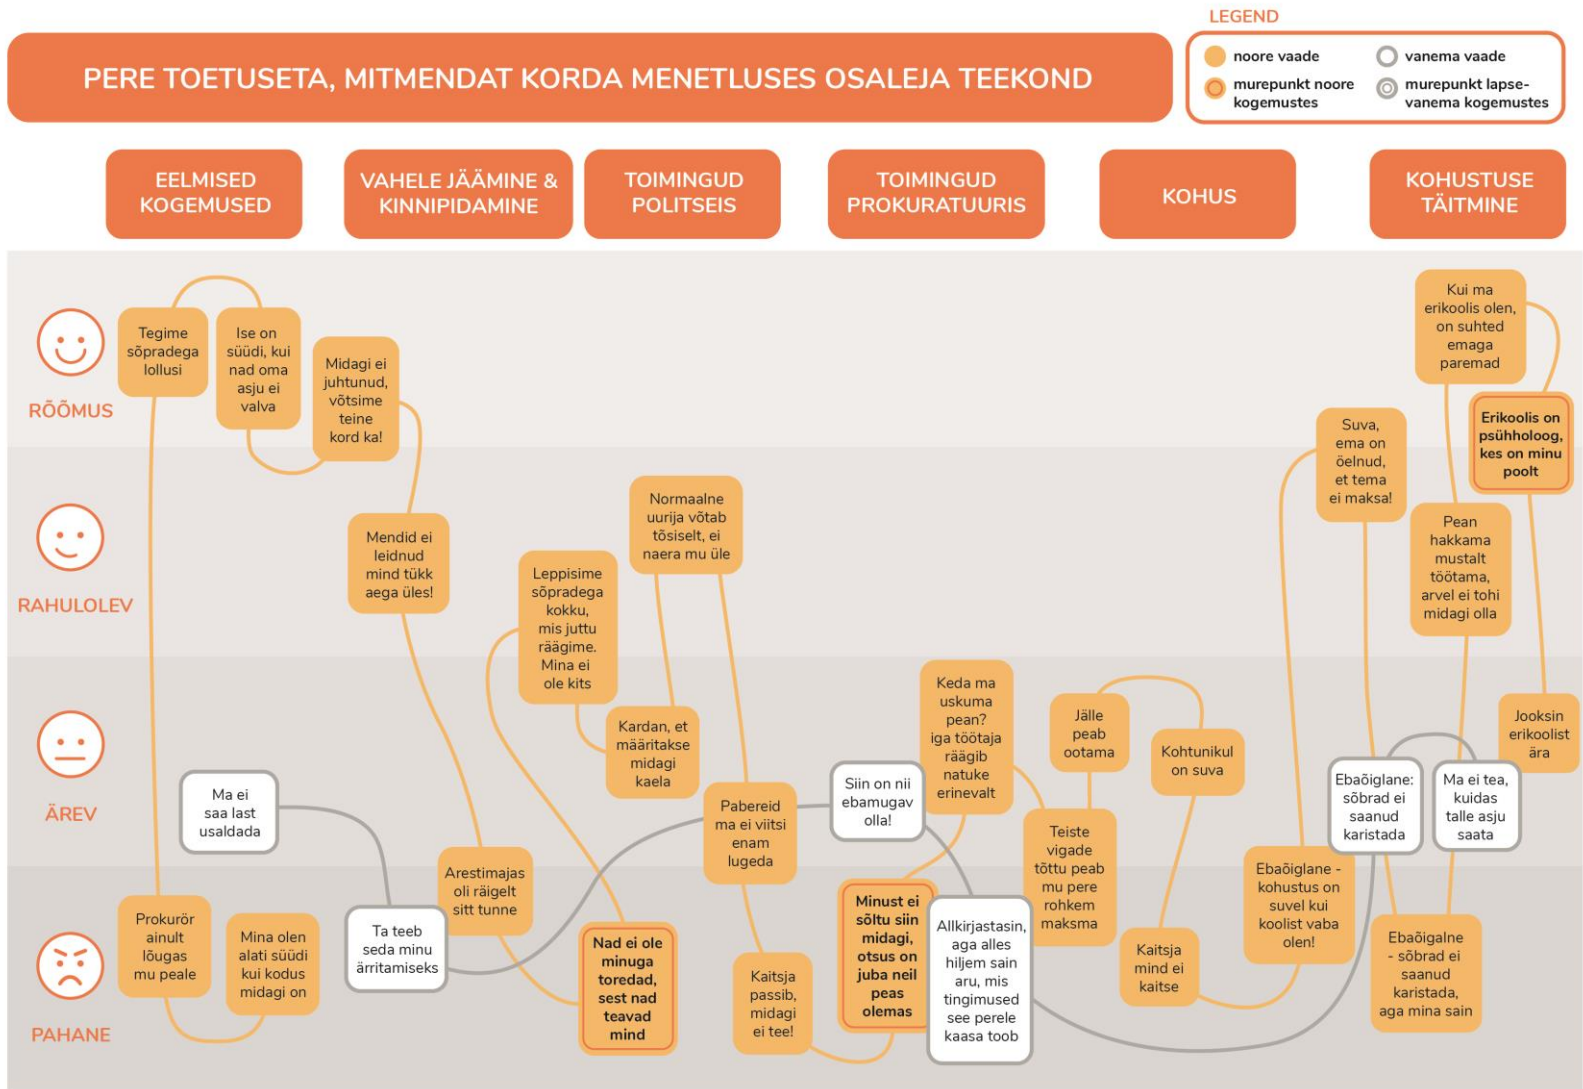 LEGEND
PERE TOETUSETA, MITMENDAT KORDA MENETLUSES OSALEJA TEEKOND
noore vaade
murepunkt noore
kogemustes
vanema vaade
murepunkt lapse-
vanema kogemustes
EELMISED
KOGEMUSED
VAHELE JÄÄMINE &
KINNIPIDAMINE
TOIMINGUD
POLITSEIS
TOIMINGUD
PROKURATUURIS
KOHUS
KOHUSTUSE
TÄITMINE
RÕÕMUS
RAHULOLEV
ÄREV
PAHANE
Tegime
sõpradega
lollusi
Ise on
süüdi, kui
nad oma
asju ei
valva
Midagi ei
juhtunud,
võtsime
teine
kord ka!
Mendid ei
leidnud
mind tükk
aega üles!
Leppisime
sõpradega
kokku,
mis juttu
räägime.
Mina ei
ole kits
Normaalne
uurija võtab
tõsiselt, ei
naera mu üle
Kardan, et
määritakse
midagi
kaela
Ma ei
saa last
usaldada
Prokurör
ainult
lõugas
mu peale
Mina olen
alati süüdi
kui kodus
midagi on
Ta teeb
seda minu
ärritamiseks
Arestimajas
oli räigelt
sitt tunne
Nad ei ole
minuga
toredad,
sest nad
teavad
mind
Pabereid
ma ei viitsi
enam
lugeda
Kaitsja
passib,
midagi
ei tee!
Siin on nii
ebamugav
olla!
Minust ei
sõltu siin
midagi,
otsus on
juba neil
peas
olemas
Keda ma
uskuma
pean?
iga töötaja
räägib
natuke
erinevalt
Allkirjastasin,
aga alles
hiljem sain
aru, mis
tingimused
see perele
kaasa toob
Jälle
peab
ootama
Teiste
vigade
tõttu peab
mu pere
rohkem
maksma
Kohtunikul
on suva
Kaitsja
mind ei
kaitse
Ebaõiglane -
kohustus on
suvel kui
koolist vaba
olen!
Suva,
ema on
öelnud,
et tema
ei maksa!
Ebaõiglane:
sõbrad ei
saanud
karistada
Ebaõigalne
- sõbrad ei
saanud
karistada,
aga mina sain
Kui ma
erikoolis olen,
on suhted
emaga
paremad
Erikoolis on
psühholoog,
kes on minu
poolt
Pean
hakkama
mustalt
töötama,
arvel ei tohi
midagi olla
Ma ei tea,
kuidas
talle asju
saata
Jooksin
erikoolist
ära